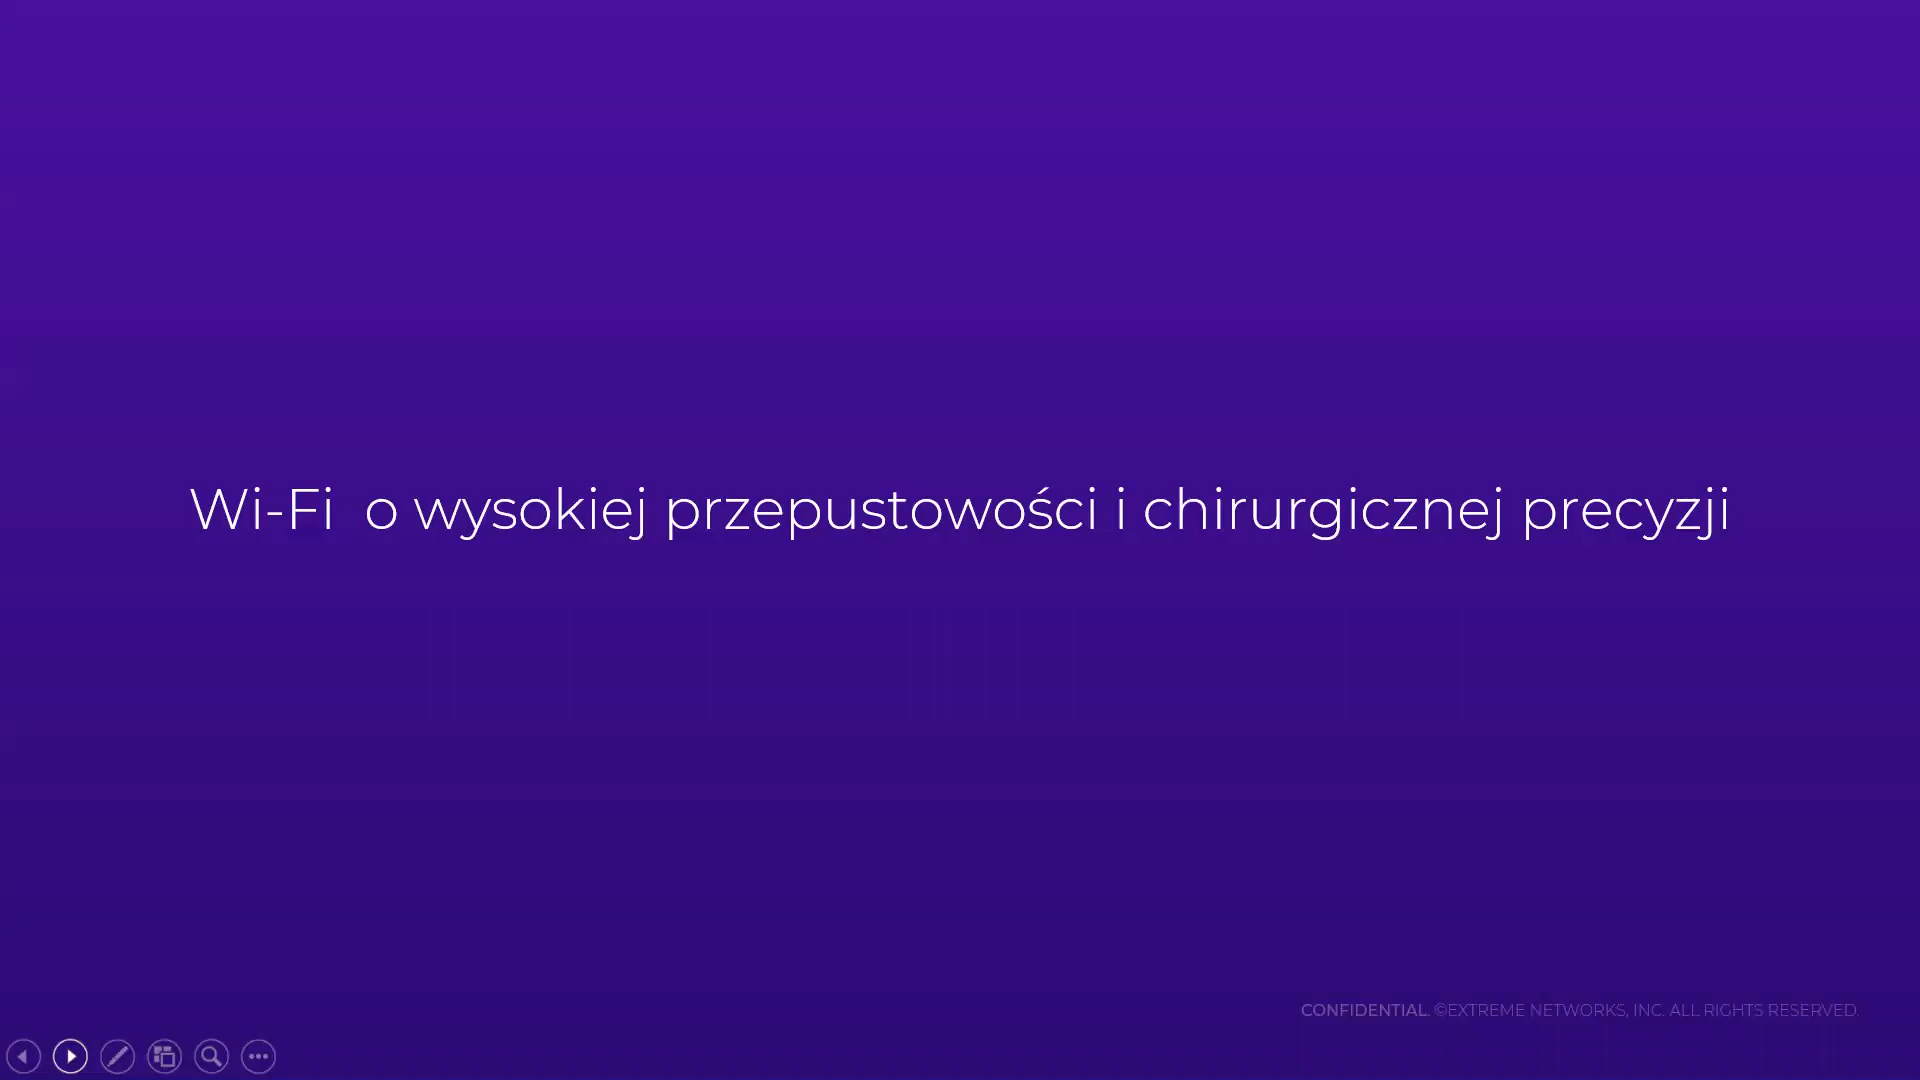 Wi-Fi  o wysokiej przepustowości i chirurgicznej precyzji
CONFIDENTIAL. ©EXTREME NETWORKS, INC. ALL RIGHTS RESERVED.